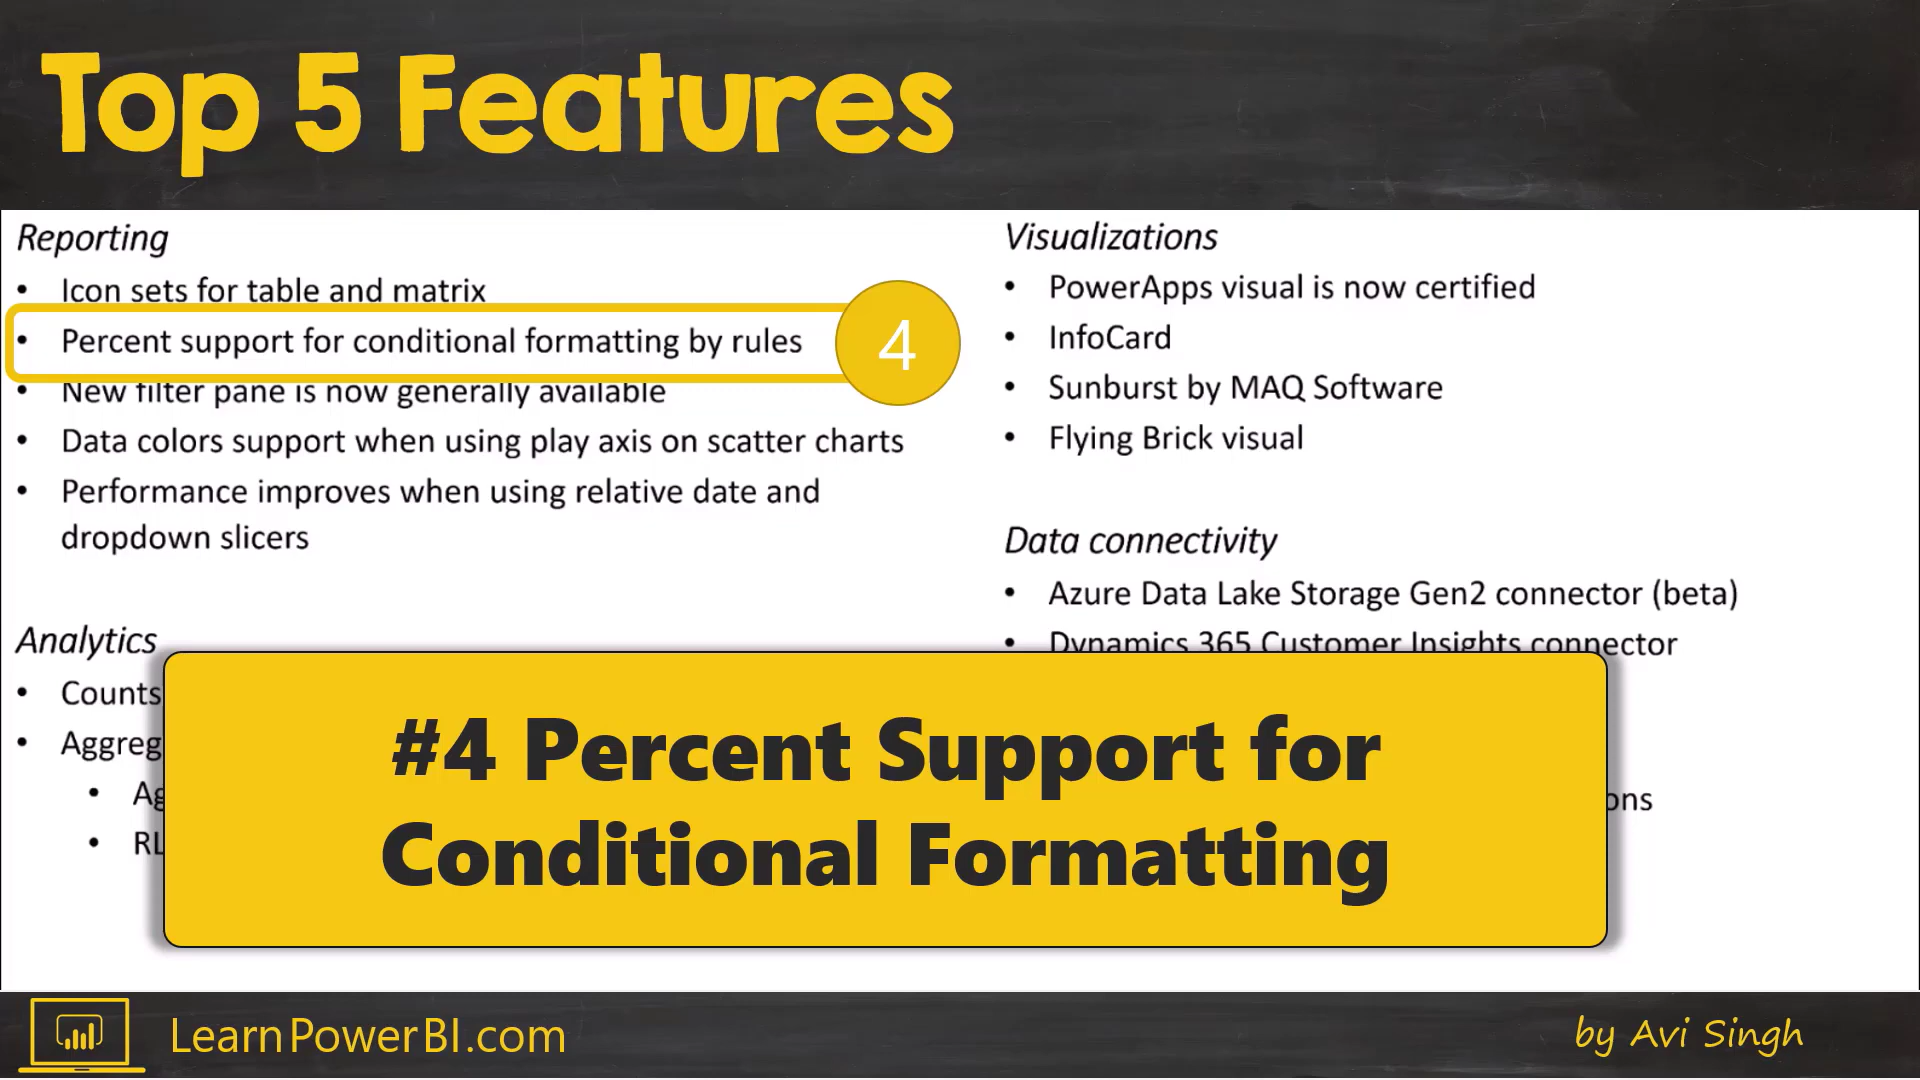 Top 5 Features
Reporting
• Icon sets for table and matrix
• Percent support for conditional formatting by rules
4
• New filter pane is now generally available
• Data colors support when using play axis on scatter charts
• Performance improves when using relative date and
dropdown slicers
Analytics
• Counts
Visualizations
• PowerApps visual is now certified
• InfoCard
• Sunburst by MAQ Software
• Flying Brick visual
Data connectivity
• Azure Data Lake Storage Gen2 connector (beta)
• Dynamics 365 Customer Insights connector
#4 Percent Support for
Conditional Formatting
LearnPowerBI.com
by Avi Singh